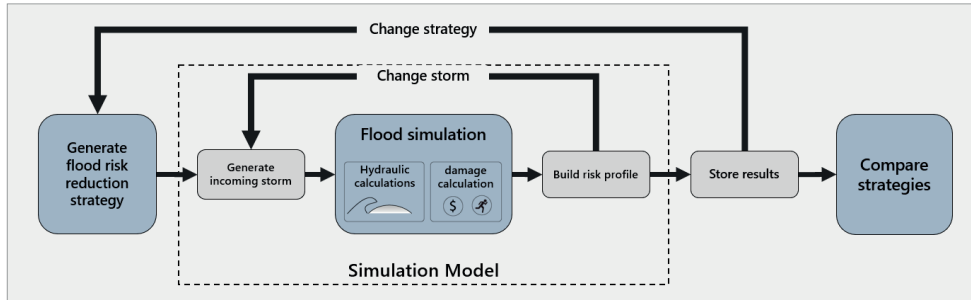 Change strategy
Change storm
Generate
flood risk
reduction
strategy
Generate
incoming storm
Flood simulation
Hydraulic
calculations
damage
calculation
$
Build risk profile
Store results
Compare
strategies
Simulation Model